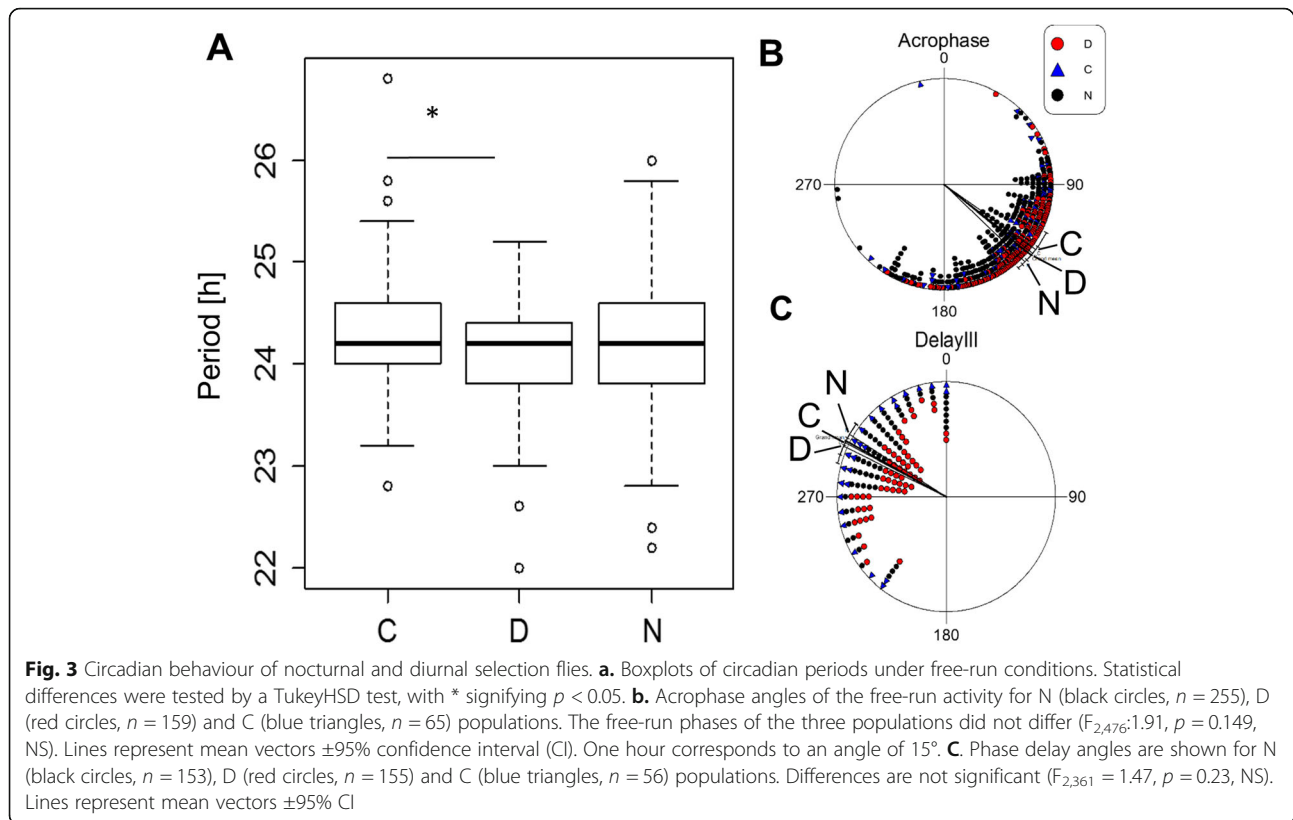 A
*
Period [h]
26
25
24
23
22
C D N
B
Acrophase
0
D
C
N
270
90
C
D
N
180
C
DelayIII
0
N
C
D
270
90
180
Fig. 3 Circadian behaviour of nocturnal and diurnal selection flies. a. Boxplots of circadian periods under free-run conditions. Statistical
differences were tested by a TukeyHSD test, with * signifying p < 0.05. b. Acrophase angles of the free-run activity for N (black circles, n = 255), D
(red circles, n = 159) and C (blue triangles, n = 65) populations. The free-run phases of the three populations did not differ (F2,476:1.91, p = 0.149,
NS). Lines represent mean vectors ±95% confidence interval (CI). One hour corresponds to an angle of 15°. C. Phase delay angles are shown for N
(black circles, n = 153), D (red circles, n = 155) and C (blue triangles, n = 56) populations. Differences are not significant (F2,361 = 1.47, p = 0.23, NS).
Lines represent mean vectors ±95% CI